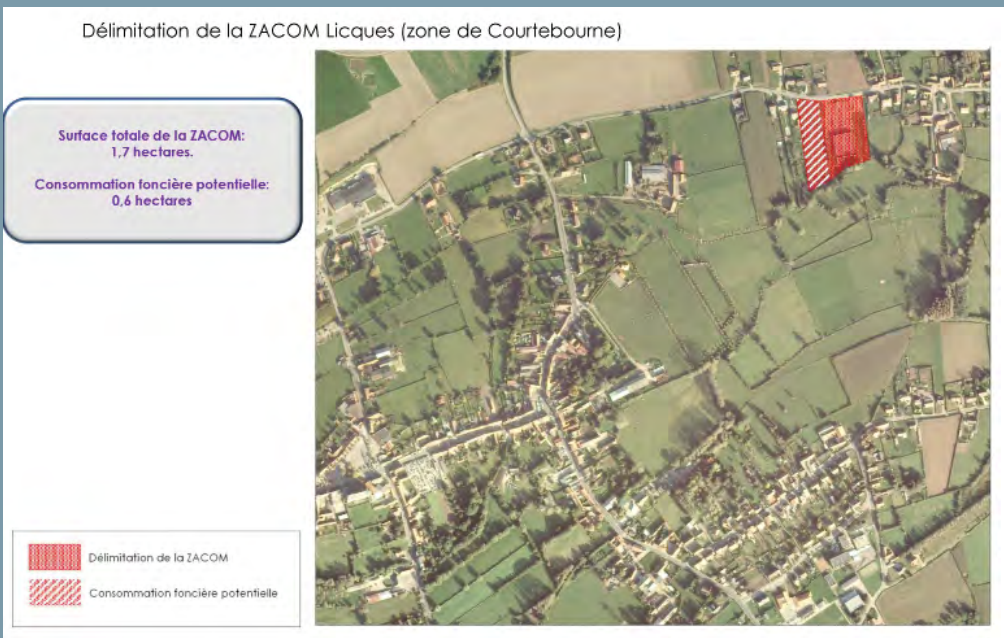 Délimitation de la ZACOM Licques (zone de Courtebourne)
Surface totale de la ZACOM:
1,7 hectares.
Consommation foncière potentielle:
0,6 hectares
Délimitation de la ZACOM
Consommation foncière potentielle